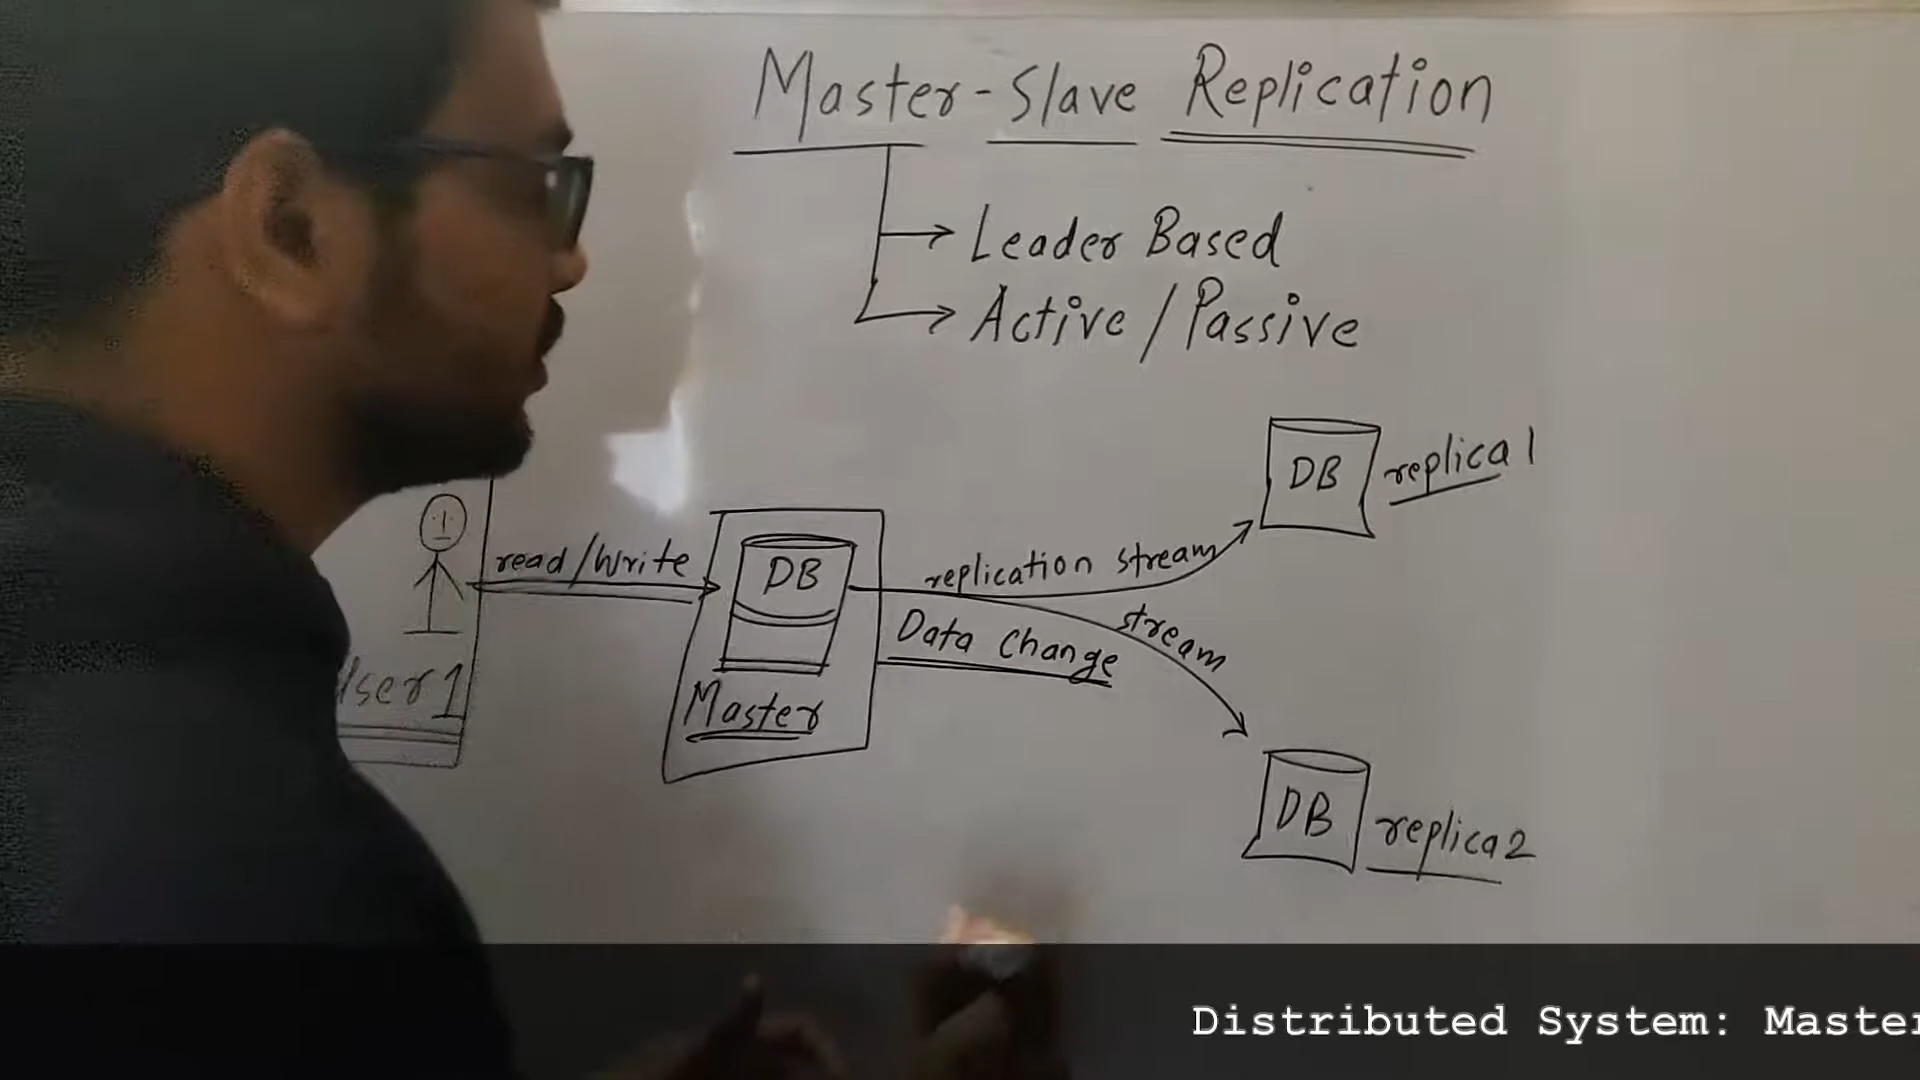 Master-Slave Replication
Leader Based
Active/Passive
DB
replica1
read/Write
DB
replication stream
stream
Data Change
User1
Master
DB
replica2
Distributed System: Master